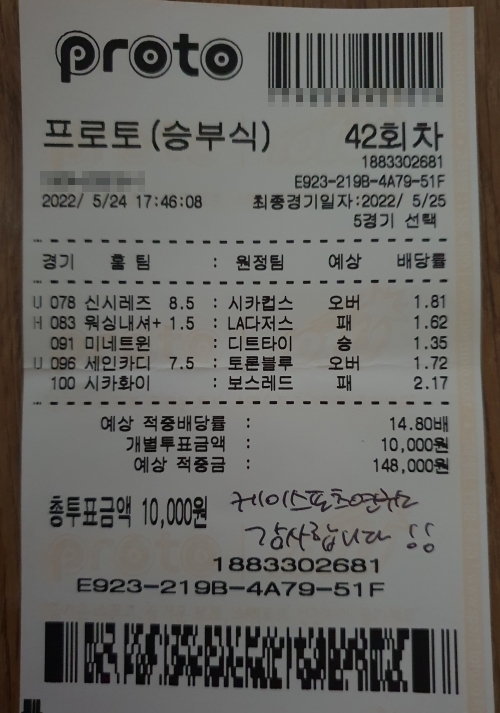 proto
프로토(승부식) 42회차
1883302681
E923-219B-4A79-51F
2022/ 5/24 17:46:08 최종경기일자:2022/ 5/25
5경기 선택
경기 홈 팀 : 원정팀 예상 배당률
U 078 신시레즈 8.5 : 시카컵스 오버 1.81
H 083 워싱내셔+ 1.5 : LA다저스 패 1.62
091 미네트윈 : 디트타이 승 1.35
U 096 세인카디 7.5 : 토론블루 오버 1.72
100 시카화이 : 보스레드 패 2.17
예상 적중배당률 : 14.80배
개별투표금액 : 10,000원
예상 적중금 : 148,000원
총투표금액 10,000원
케이스포츠연구소
감사합니다 !!
1883302681
E923-219B-4A79-51F